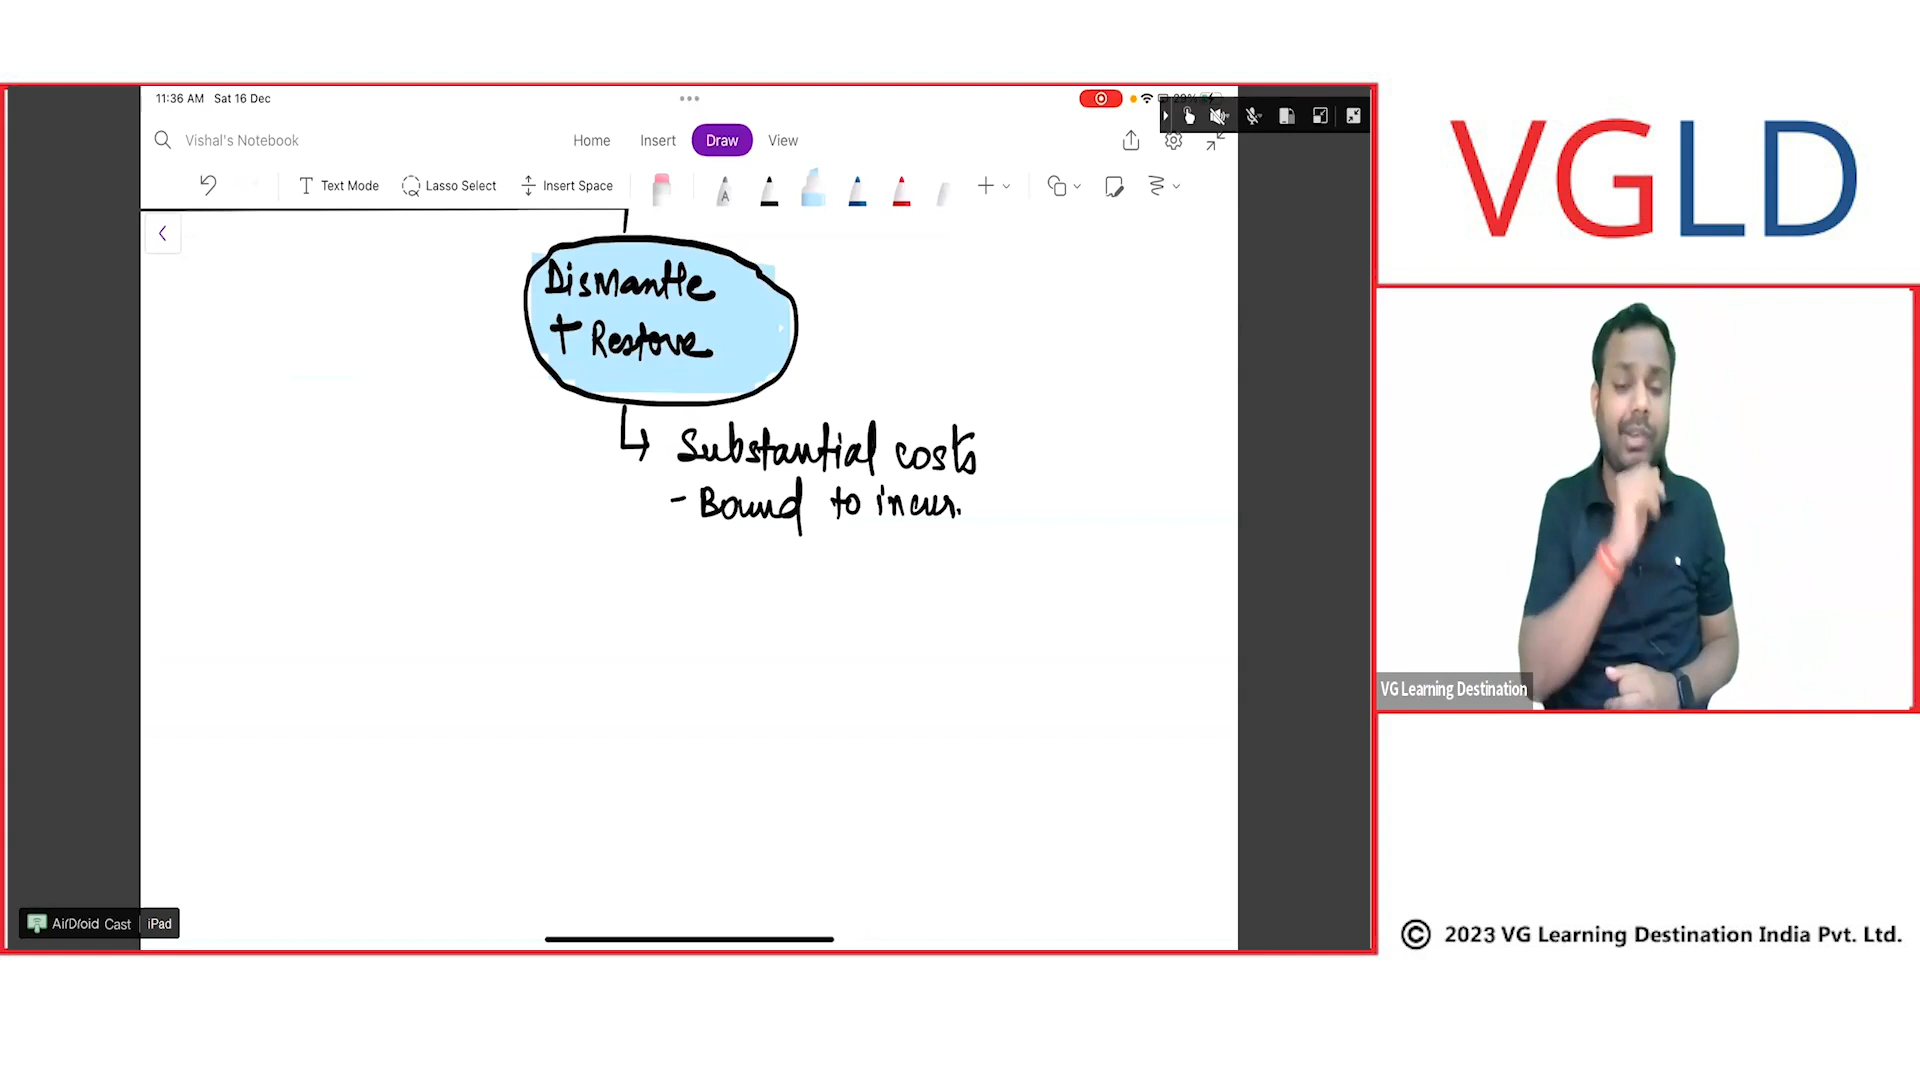 11:36 AM Sat 16 Dec
29%
Vishal's Notebook
Home Insert Draw View
Text Mode Lasso Select Insert Space
A
Dismantle
+ Restore
↳ Substantial costs
- Bound to incur.
VGLD
VG Learning Destination
AirDroid Cast iPad
© 2023 VG Learning Destination India Pvt. Ltd.